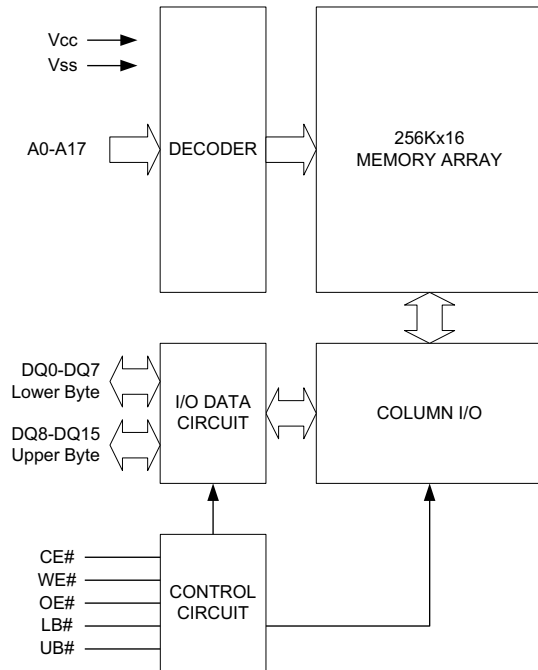 Vcc
Vss
A0-A17
DECODER
256Kx16
MEMORY ARRAY
DQ0-DQ7
Lower Byte
DQ8-DQ15
Upper Byte
I/O DATA
CIRCUIT
COLUMN I/O
CE#
WE#
OE#
LB#
UB#
CONTROL
CIRCUIT